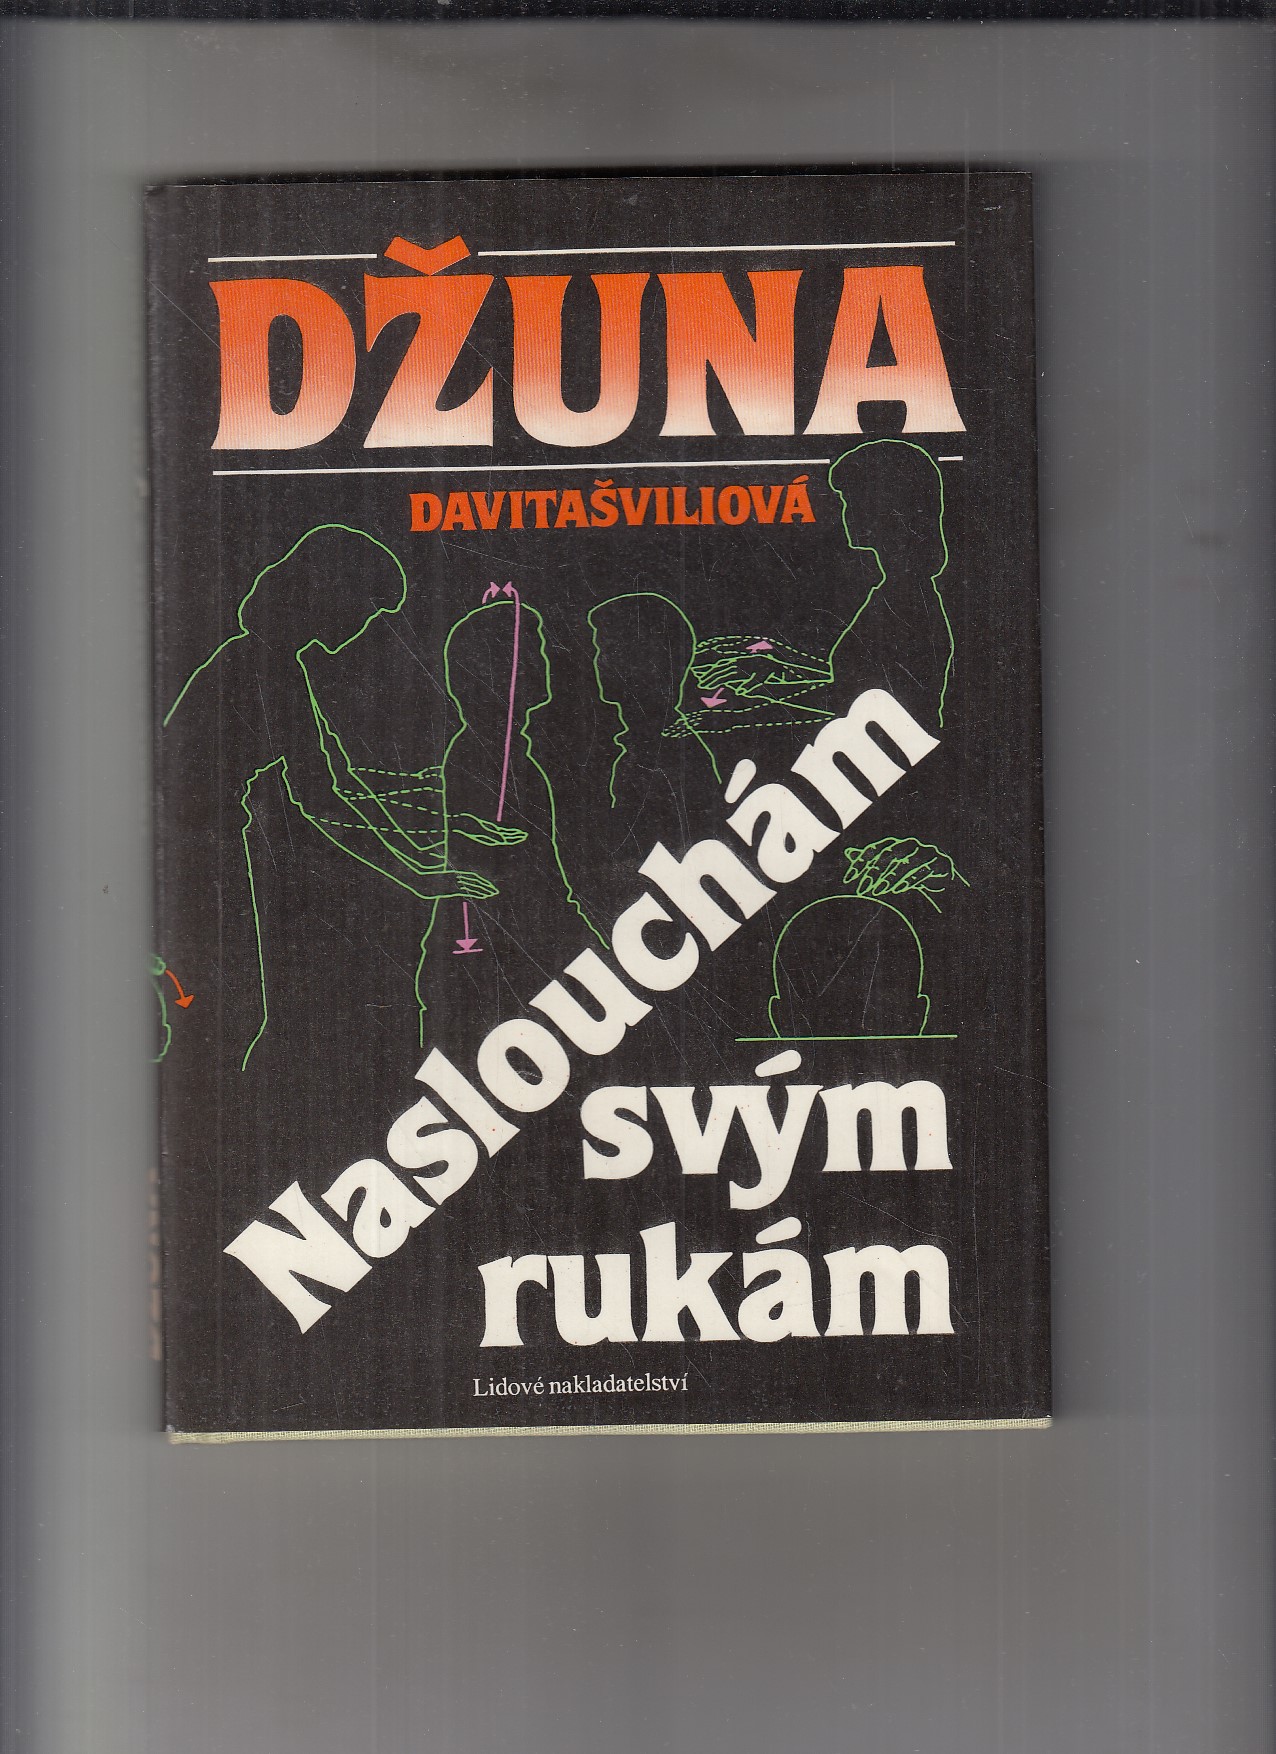 DŽUNA
DAVITAŠVILIOVÁ
Naslouchám
svým
rukám
Lidové nakladatelství